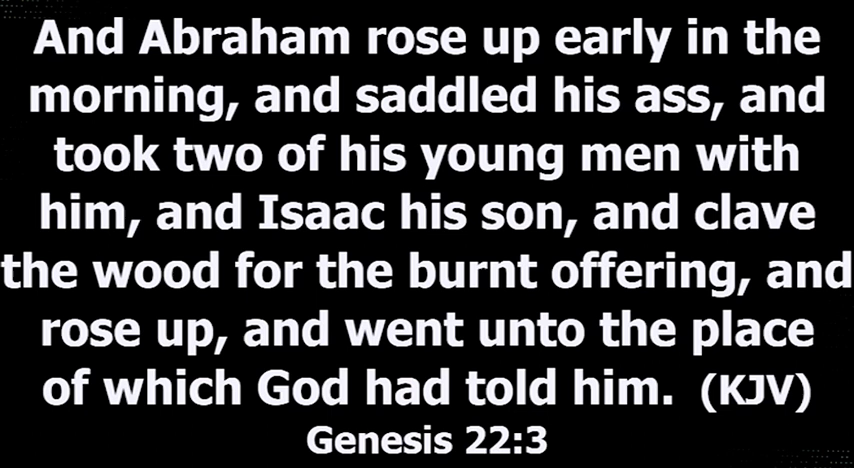 And Abraham rose up early in the
morning, and saddled his ass, and
took two of his young men with
him, and Isaac his son, and clave
the wood for the burnt offering, and
rose up, and went unto the place
of which God had told him. (KJV)
Genesis 22:3